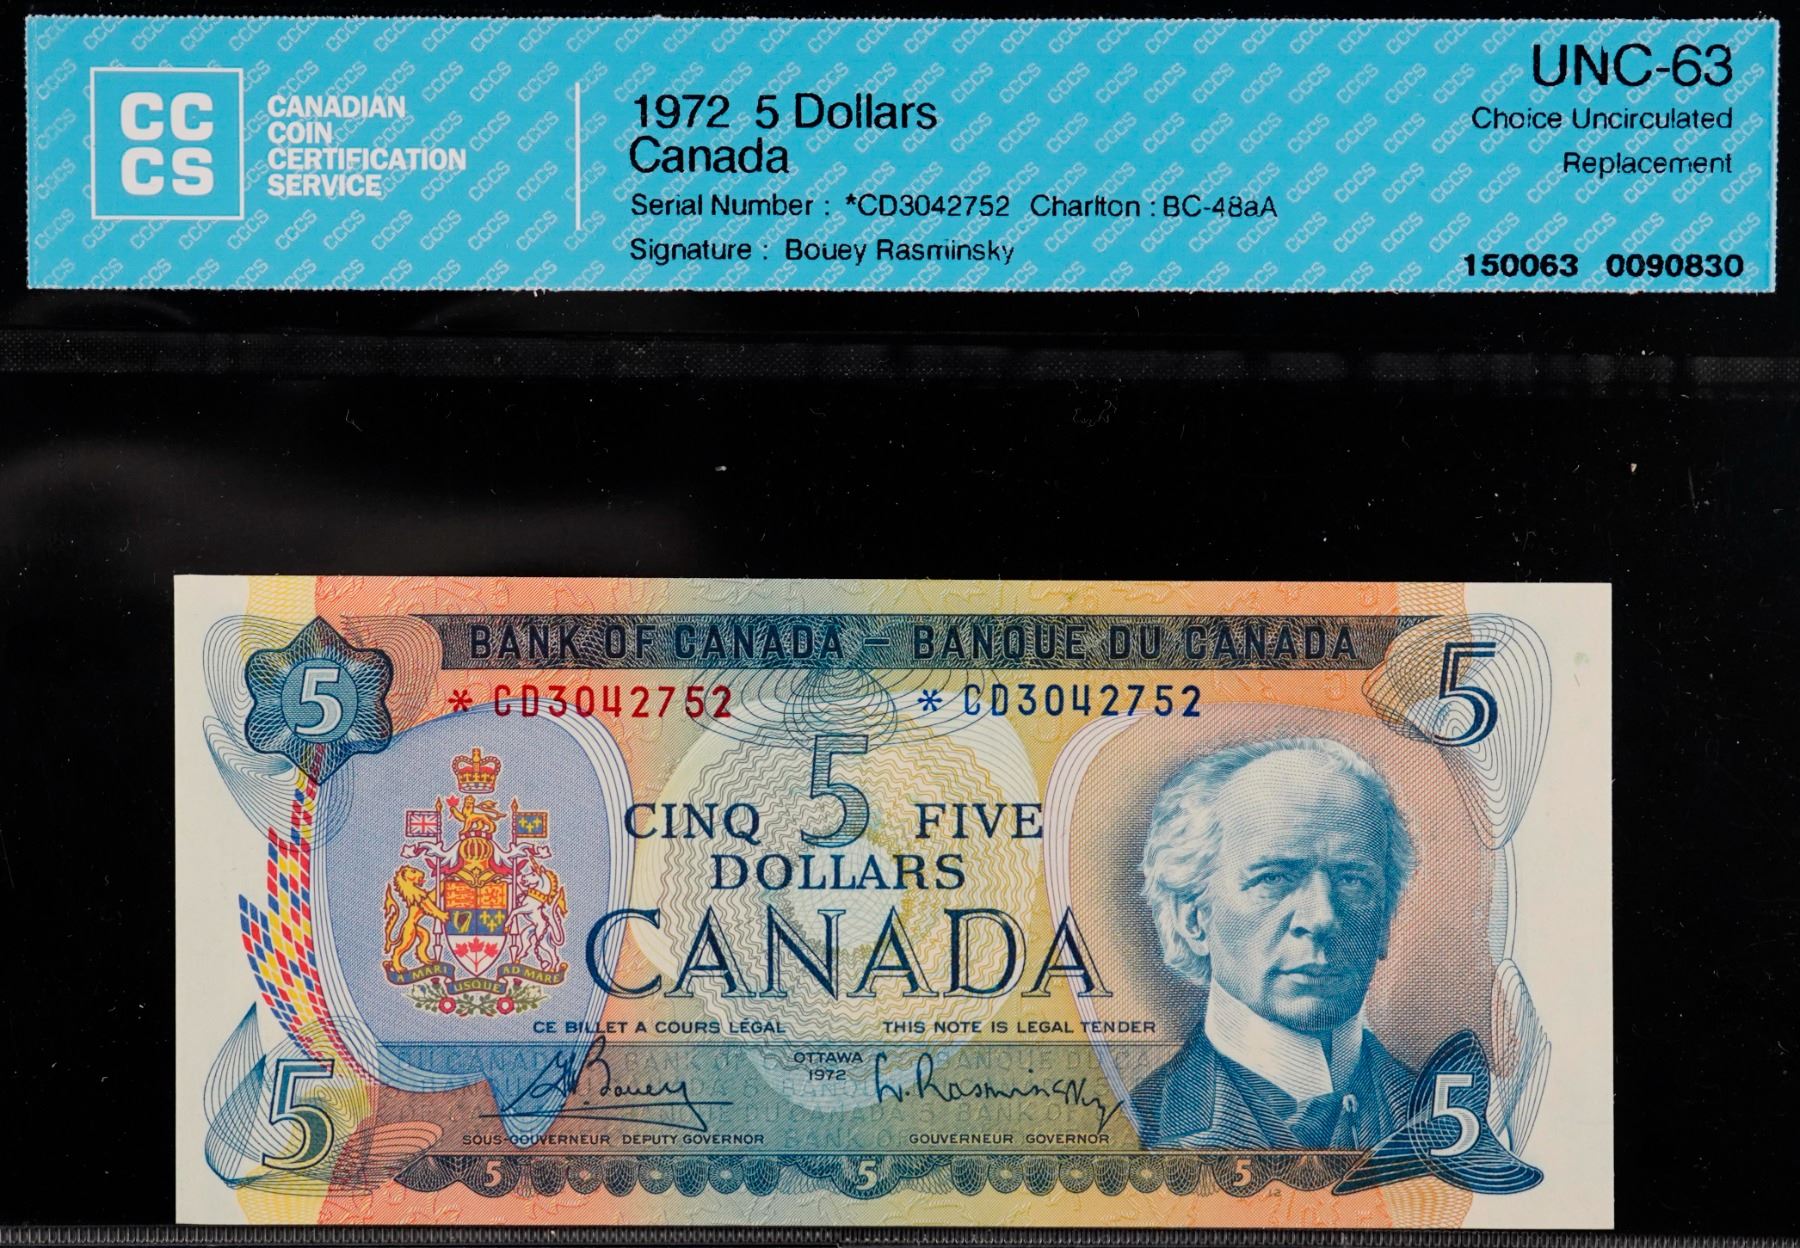 CC
CS
CANADIAN
COIN
CERTIFICATION
SERVICE
1972 5 Dollars
Canada
Serial Number : *CD3042752 Charlton : BC-48aA
Signature : Bouey Rasminsky
UNC-63
Choice Uncirculated
Replacement
150063 0090830
BANK OF CANADA – BANQUE DU CANADA
5
5
* CD3042752 * CD3042752
5
CINQ FIVE
DOLLARS
CANADA
A MARI USQUE AD MARE
CE BILLET A COURS LÉGAL THIS NOTE IS LEGAL TENDER
OTTAWA
1972
G. Bouey L. Rasminsky
SOUS-GOUVERNEUR DEPUTY GOVERNOR GOUVERNEUR GOVERNOR
5 5
5 5 5
12